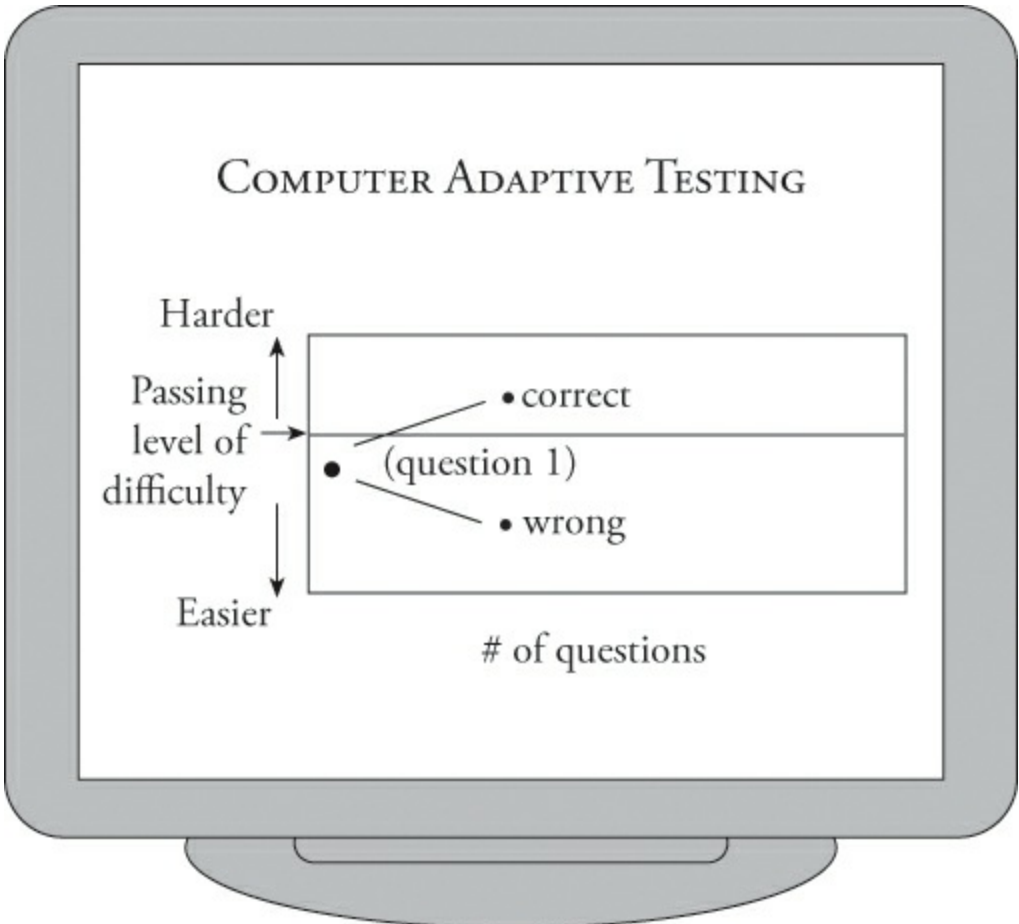 COMPUTER ADAPTIVE TESTING
Harder
Passing
level of
difficulty
Easier
correct
(question 1)
wrong
# of questions